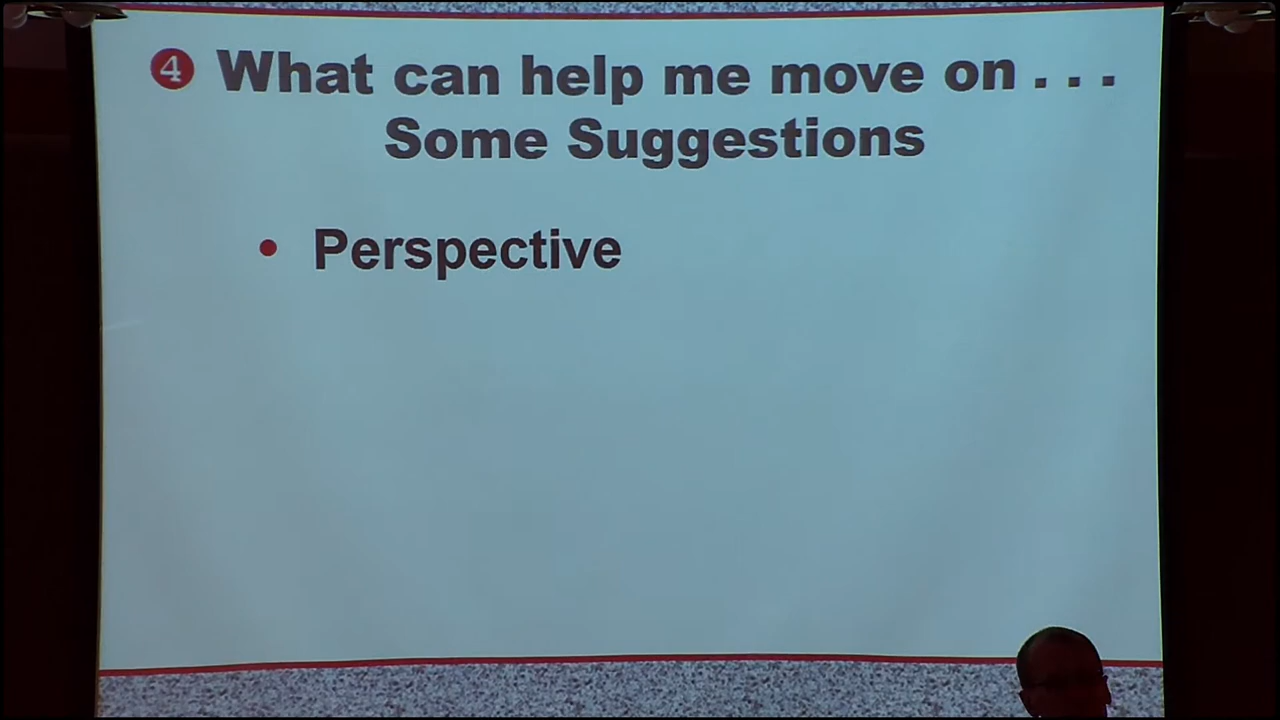 4 What can help me move on . . .
Some Suggestions
• Perspective